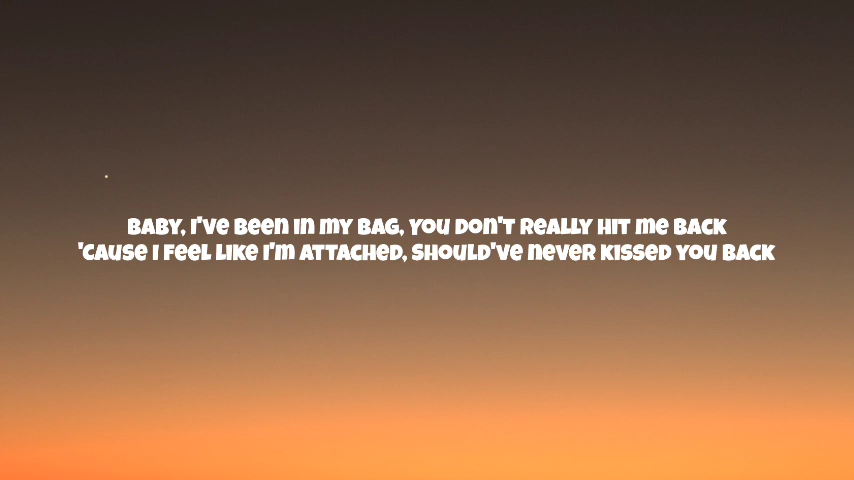 BABY, I'VE BEEN IN MY BAG, YOU DON'T REALLY HIT ME BACK
'CAUSE I FEEL LIKE I'M ATTACHED, SHOULD'VE NEVER KISSED YOU BACK